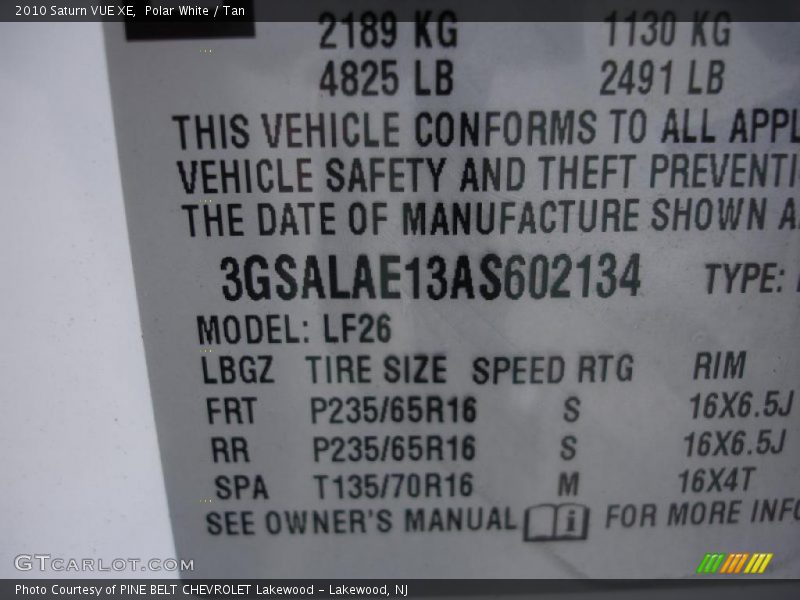 2010 Saturn VUE XE, Polar White / Tan
2189 KG 1130 KG
4825 LB 2491 LB
THIS VEHICLE CONFORMS TO ALL APPL
VEHICLE SAFETY AND THEFT PREVENTI
THE DATE OF MANUFACTURE SHOWN A
3GSALAE13AS602134 TYPE:
MODEL: LF26
LBGZ TIRE SIZE SPEED RTG RIM
FRT P235/65R16 S 16X6.5J
RR P235/65R16 S 16X6.5J
SPA T135/70R16 M 16X4T
SEE OWNER'S MANUAL i FOR MORE INFO
GTCARLOT.COM
Photo Courtesy of PINE BELT CHEVROLET Lakewood - Lakewood, NJ